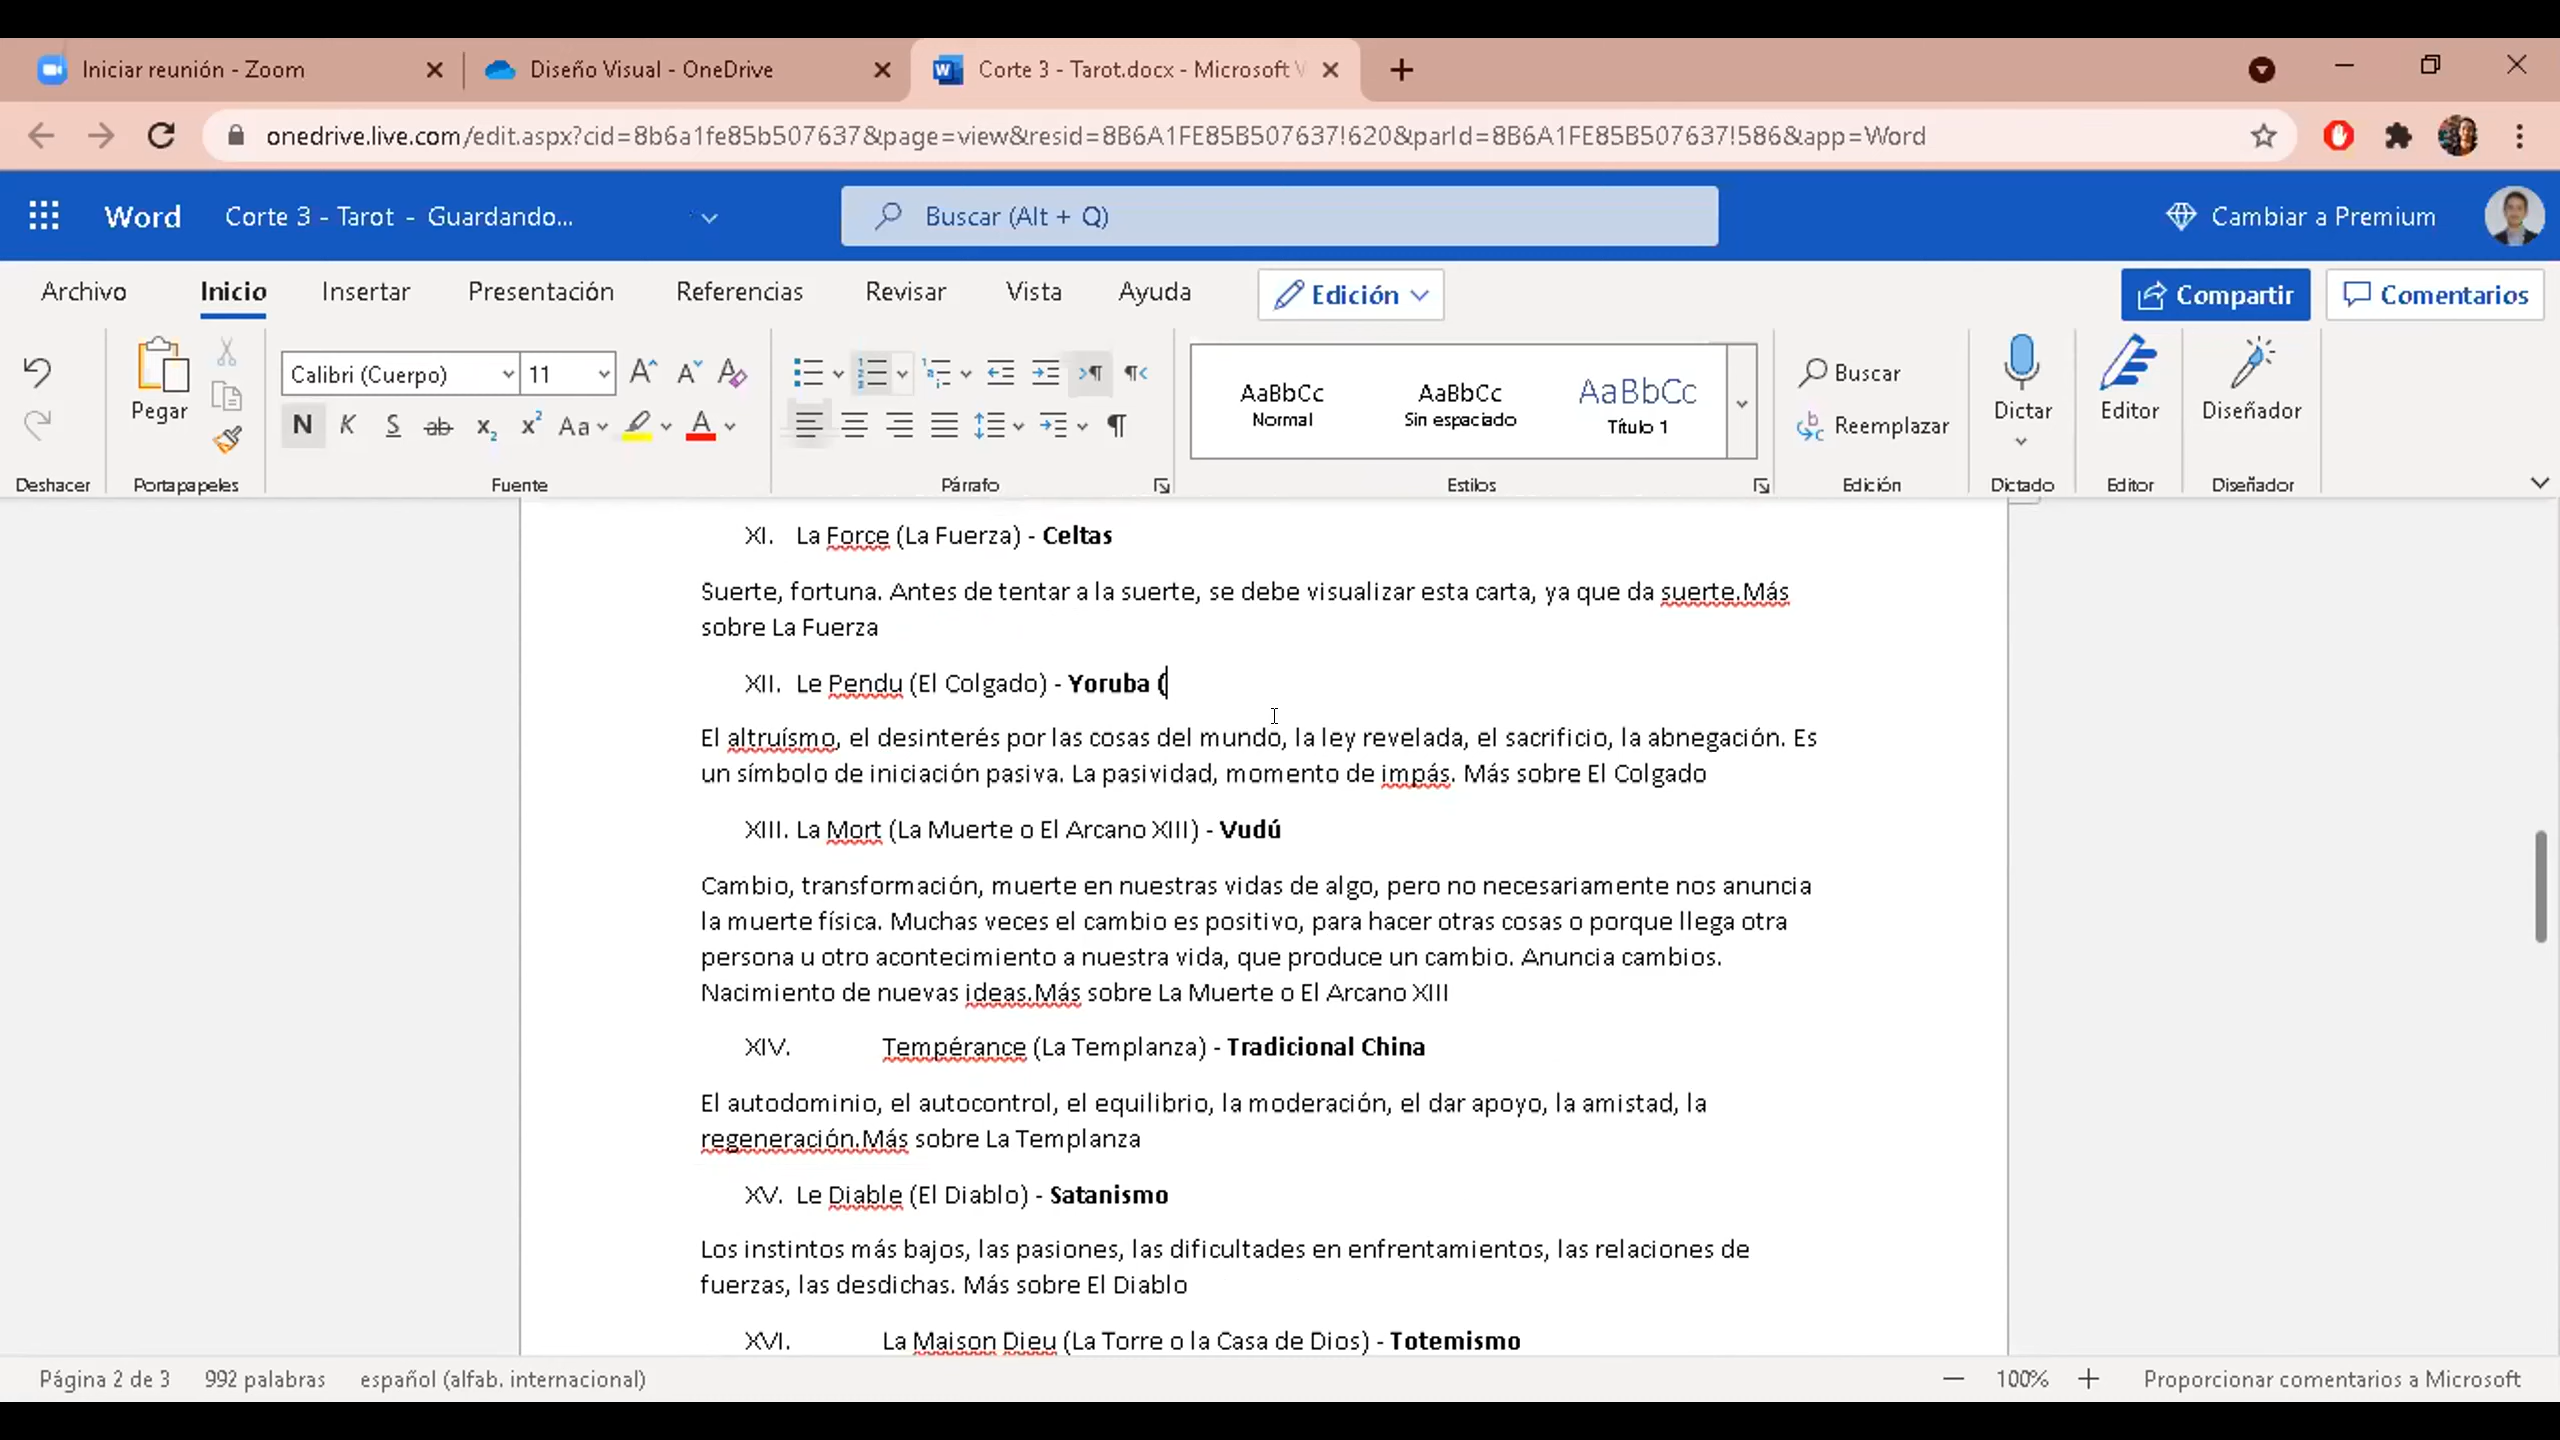 Iniciar reunión - Zoom
Diseño Visual - OneDrive
Corte 3 - Tarot.docx - Microsoft
onedrive.live.com/edit.aspx?cid=8b6a1fe85b507637&page=view&resid=8B6A1FE85B507637!620&parId=8B6A1FE85B507637!586&app=Word
Word
Corte 3 - Tarot - Guardando...
Buscar (Alt + Q)
Cambiar a Premium
Archivo
Inicio
Insertar
Presentación
Referencias
Revisar
Vista
Ayuda
Edición
Compartir
Comentarios
Pegar
Calibri (Cuerpo)
11
N K S ab x₂ x² Aa A
AaBbCc
Normal
AaBbCc
Sin espaciado
AaBbCc
Título 1
Buscar
Reemplazar
Dictar
Editor
Diseñador
Deshacer
Portapapeles
Fuente
Párrafo
Estilos
Edición
Dictado
Editor
Diseñador
XI. La Force (La Fuerza) - Celtas
Suerte, fortuna. Antes de tentar a la suerte, se debe visualizar esta carta, ya que da suerte.Más
sobre La Fuerza
XII. Le Pendu (El Colgado) - Yoruba (
El altruísmo, el desinterés por las cosas del mundo, la ley revelada, el sacrificio, la abnegación. Es
un símbolo de iniciación pasiva. La pasividad, momento de impás. Más sobre El Colgado
XIII. La Mort (La Muerte o El Arcano XIII) - Vudú
Cambio, transformación, muerte en nuestras vidas de algo, pero no necesariamente nos anuncia
la muerte física. Muchas veces el cambio es positivo, para hacer otras cosas o porque llega otra
persona u otro acontecimiento a nuestra vida, que produce un cambio. Anuncia cambios.
Nacimiento de nuevas ideas.Más sobre La Muerte o El Arcano XIII
XIV. Tempérance (La Templanza) - Tradicional China
El autodominio, el autocontrol, el equilibrio, la moderación, el dar apoyo, la amistad, la
regeneración.Más sobre La Templanza
XV. Le Diable (El Diablo) - Satanismo
Los instintos más bajos, las pasiones, las dificultades en enfrentamientos, las relaciones de
fuerzas, las desdichas. Más sobre El Diablo
XVI. La Maison Dieu (La Torre o la Casa de Dios) - Totemismo
Página 2 de 3
992 palabras
español (alfab. internacional)
100%
Proporcionar comentarios a Microsoft